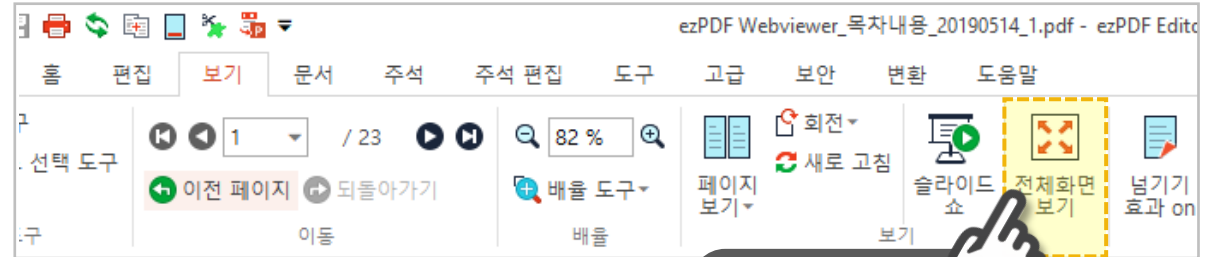 ezPDF Webviewer_목차내용_20190514_1.pdf - ezPDF Edito
홈 편집 보기 문서 주석 주석 편집 도구 고급 보안 변환 도움말
선택 도구
1 / 23
이전 페이지 되돌아가기
이동
82 %
배율 도구
배율
페이지
보기
회전
새로 고침
슬라이드
쇼
전체화면
보기
넘기기
효과 on
보기